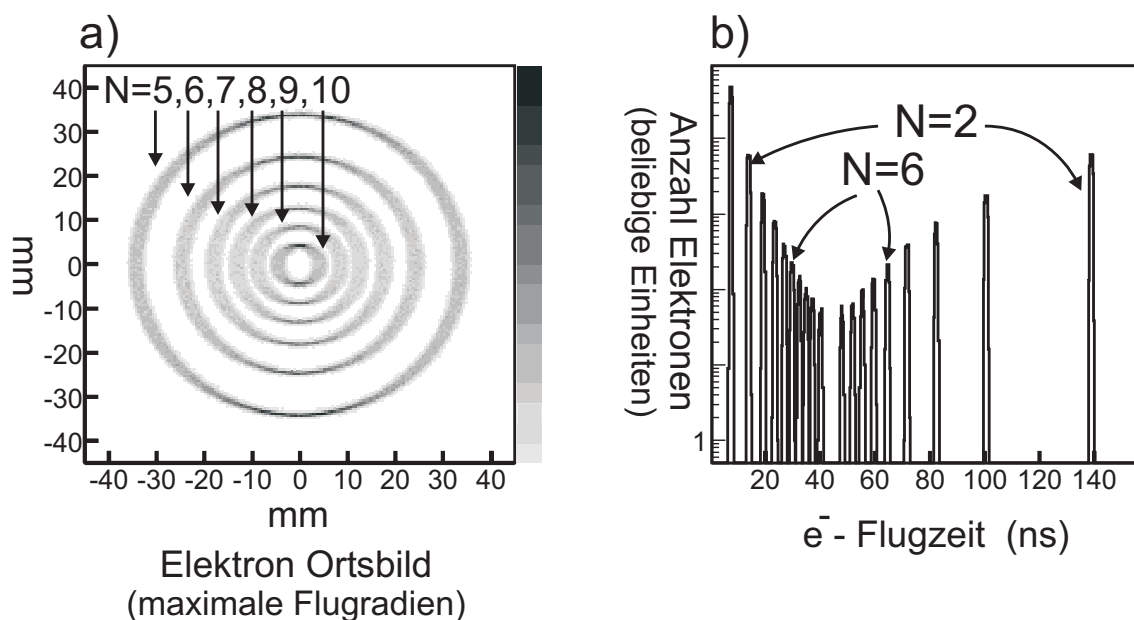 a)
N=5,6,7,8,9,10
40
30
20
10
0
-10
-20
-30
-40
mm
-40 -30 -20 -10 0 10 20 30 40
mm
Elektron Ortsbild
(maximale Flugradien)
b)
Anzahl Elektronen
(beliebige Einheiten)
N=2
N=6
1
20 40 60 80 100 120 140
e⁻- Flugzeit (ns)